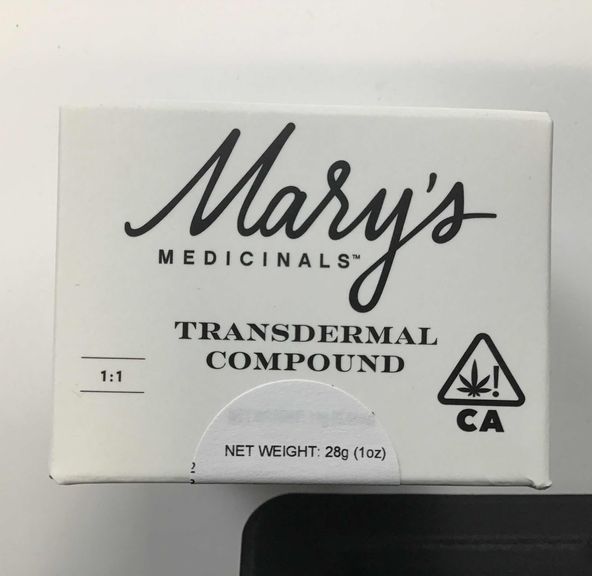 Mary's
MEDICINALS™
TRANSDERMAL
COMPOUND
1:1
CA
NET WEIGHT: 28g (1oz)